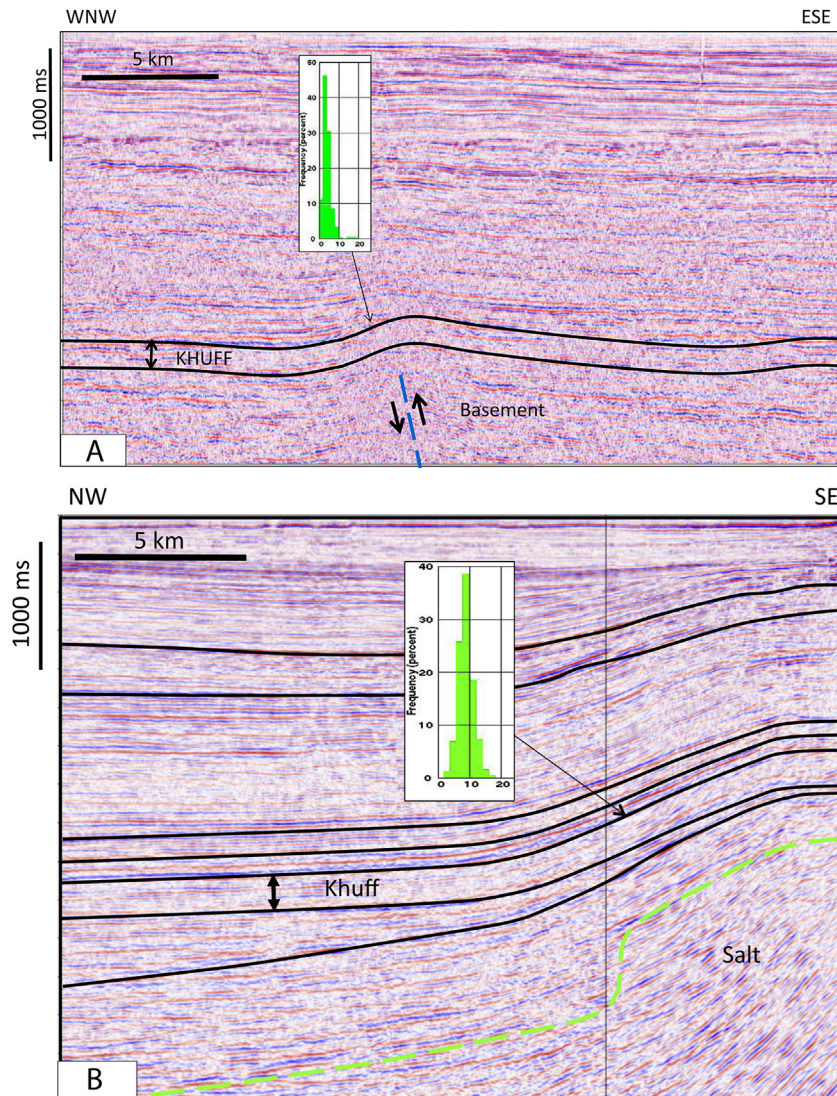 WNW
ESE
5 km
1000 ms
50
40
30
20
10
0
Frequency (percent)
0 10 20
KHUFF
Basement
A
NW
SE
5 km
1000 ms
40
30
20
10
0
Frequency (percent)
0 10 20
Khuff
Salt
B